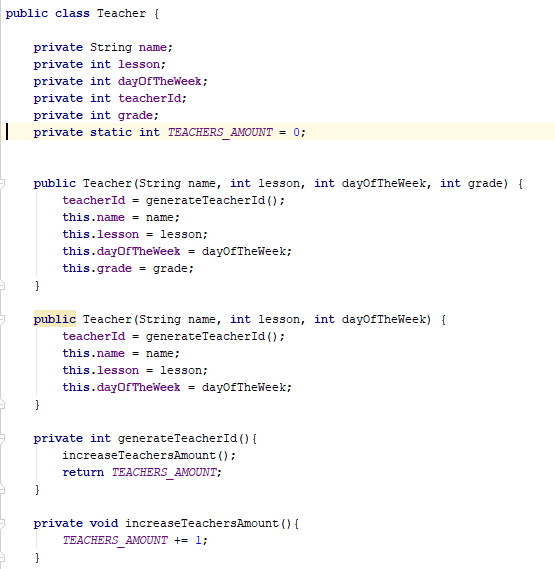 public class Teacher {
private String name;
private int lesson;
private int dayOfTheWeek;
private int teacherId;
private int grade;
private static int TEACHERS_AMOUNT = 0;
public Teacher(String name, int lesson, int dayOfTheWeek, int grade) {
teacherId = generateTeacherId();
this.name = name;
this.lesson = lesson;
this.dayOfTheWeek = dayOfTheWeek;
this.grade = grade;
}
public Teacher(String name, int lesson, int dayOfTheWeek) {
teacherId = generateTeacherId();
this.name = name;
this.lesson = lesson;
this.dayOfTheWeek = dayOfTheWeek;
}
private int generateTeacherId(){
increaseTeachersAmount();
return TEACHERS_AMOUNT;
}
private void increaseTeachersAmount(){
TEACHERS_AMOUNT += 1;
}